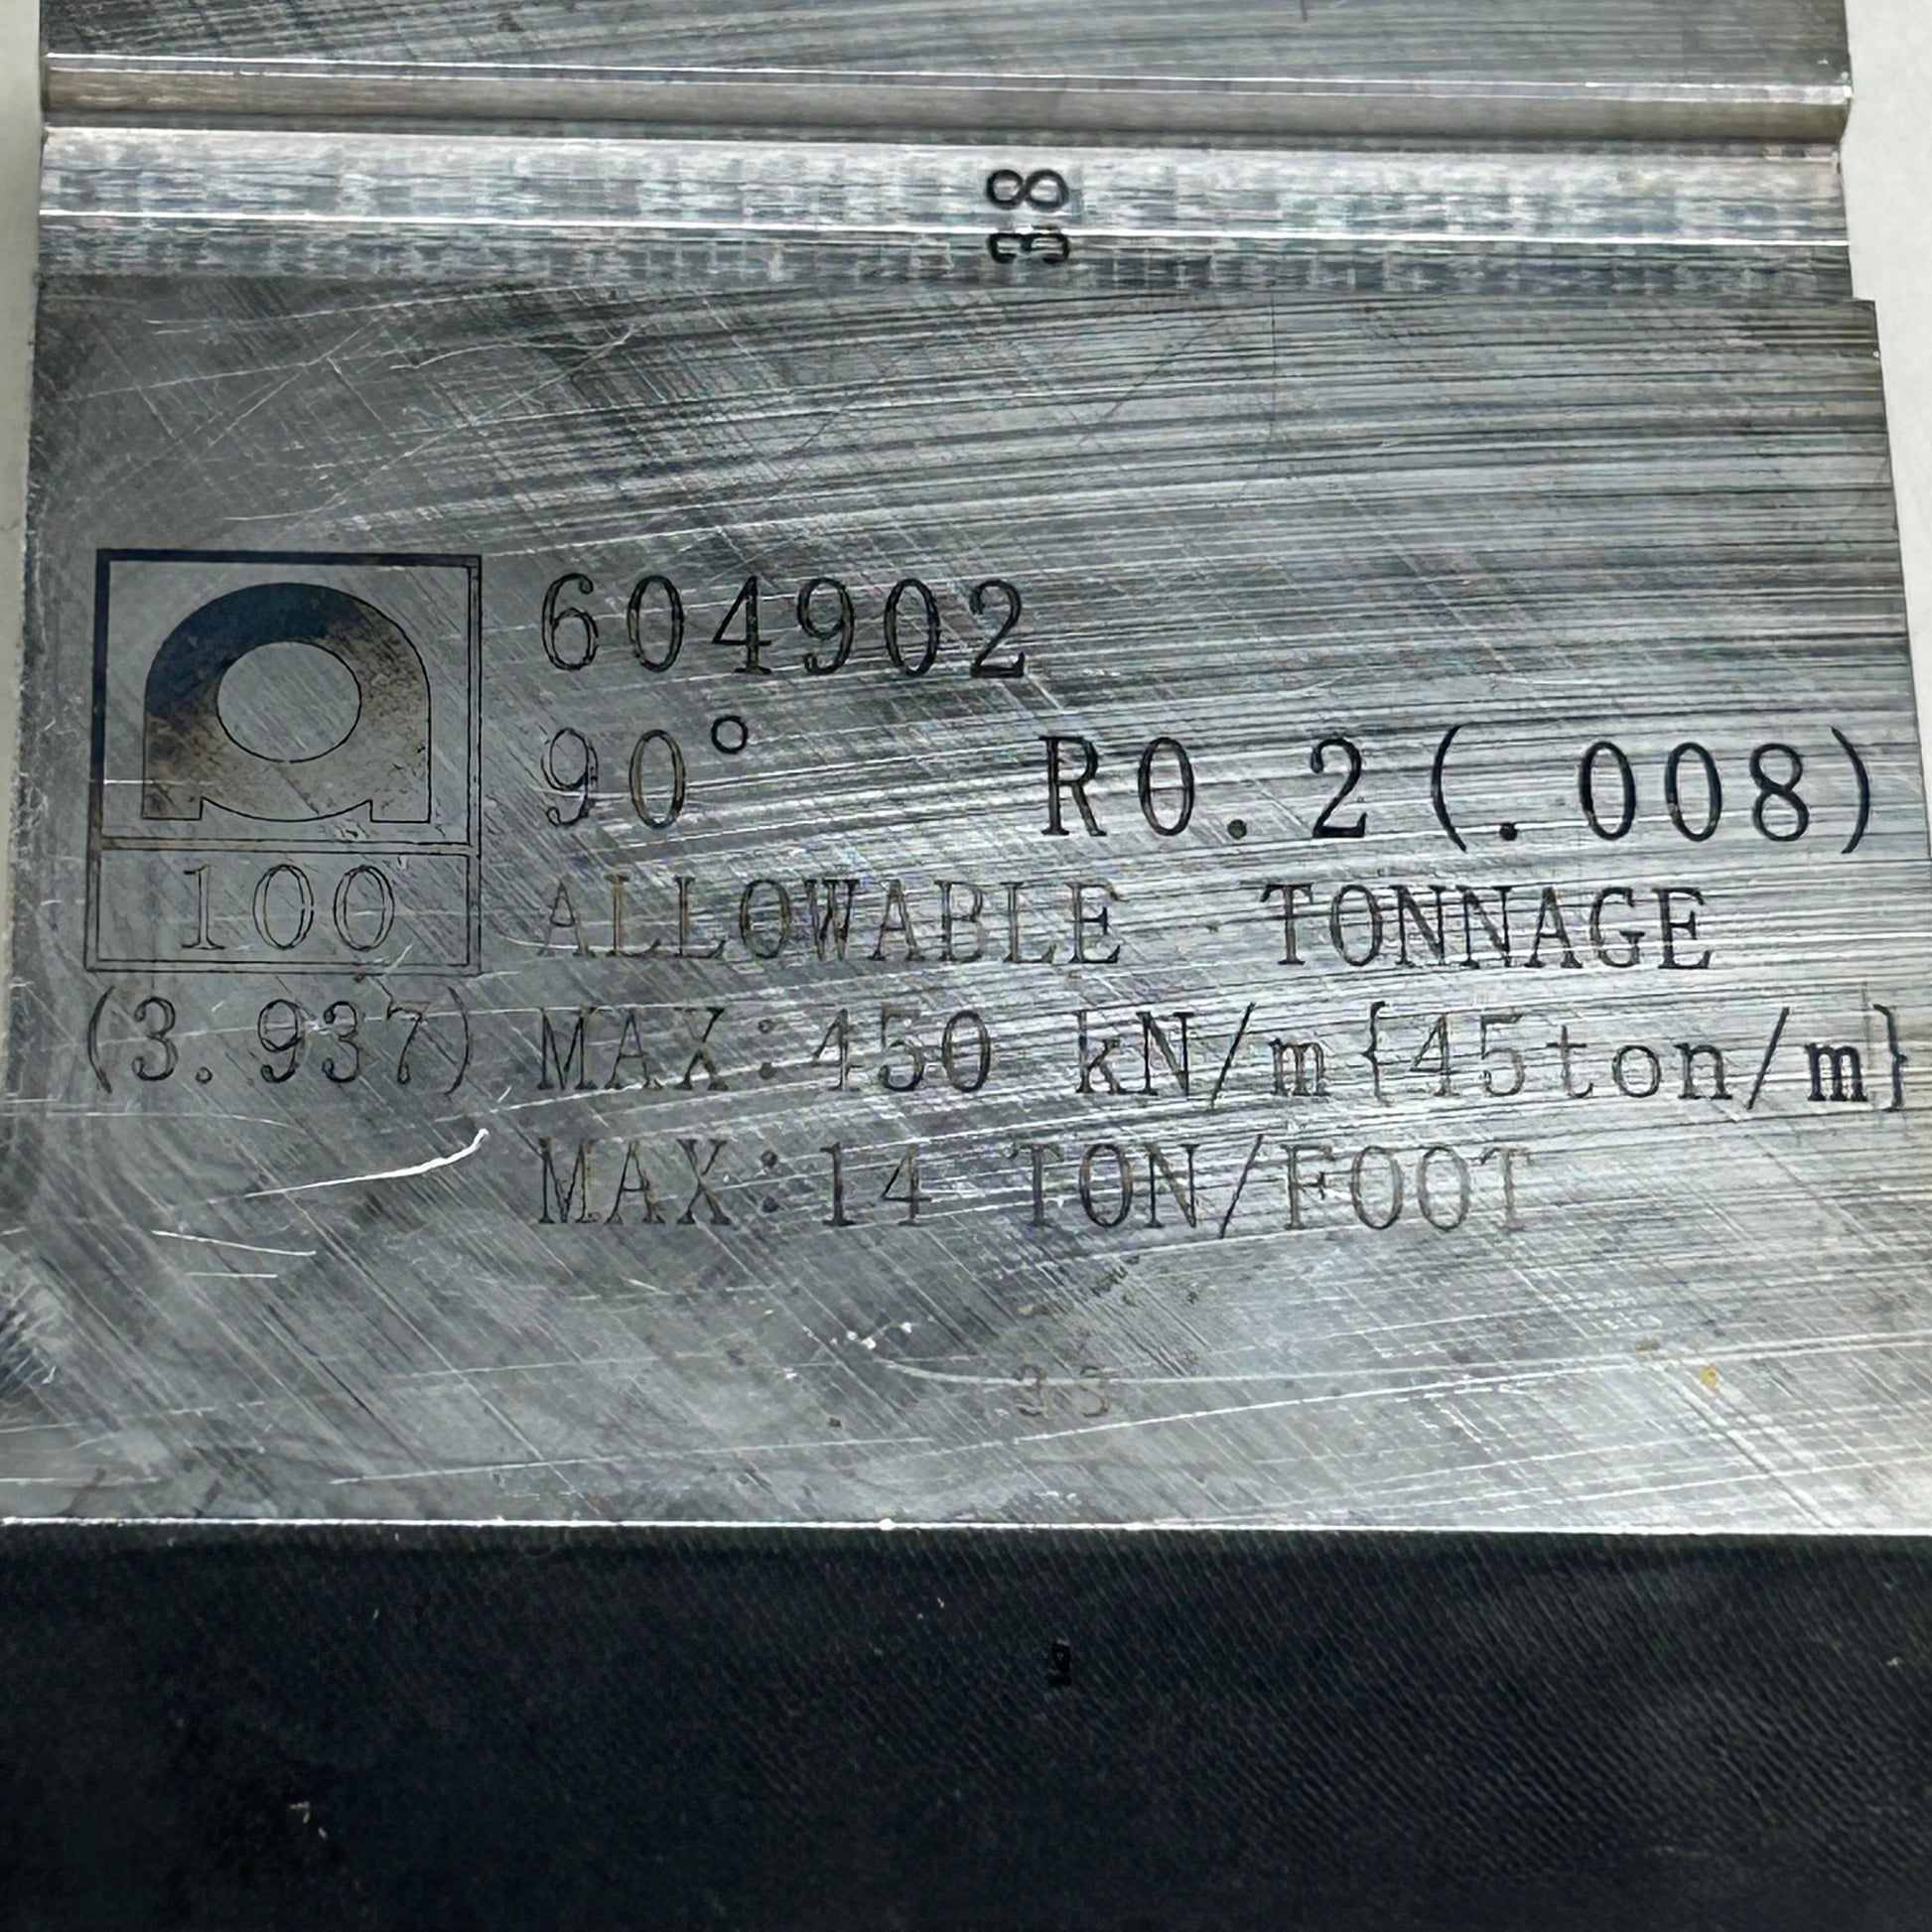 38
604902
90° R0.2(.008)
100
ALLOWABLE TONNAGE
(3.937) MAX:450 kN/m{45ton/m}
MAX:14 TON/FOOT
33